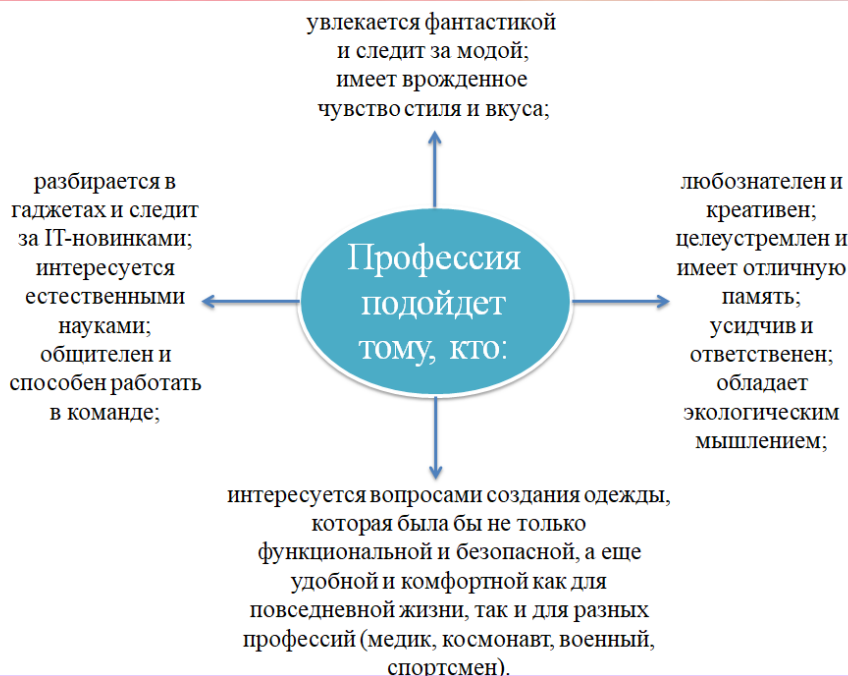 увлекается фантастикой
и следит за модой;
имеет врожденное
чувство стиля и вкуса;
разбирается в
гаджетах и следит
за IT-новинками;
интересуется
естественными
науками;
общителен и
способен работать
в команде;
Профессия
подойдет
тому, кто:
любознателен и
креативен;
целеустремлен и
имеет отличную
память;
усидчив и
ответственен;
обладает
экологическим
мышлением;
интересуется вопросами создания одежды,
которая была бы не только
функциональной и безопасной, а еще
удобной и комфортной как для
повседневной жизни, так и для разных
профессий (медик, космонавт, военный,
спортсмен).